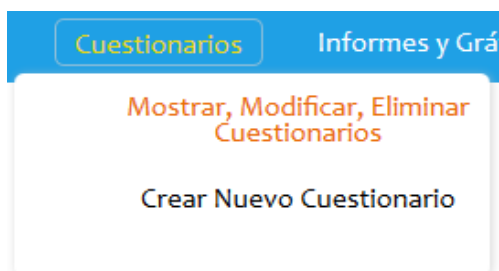 Cuestionarios Informes y Grá
Mostrar, Modificar, Eliminar
Cuestionarios
Crear Nuevo Cuestionario